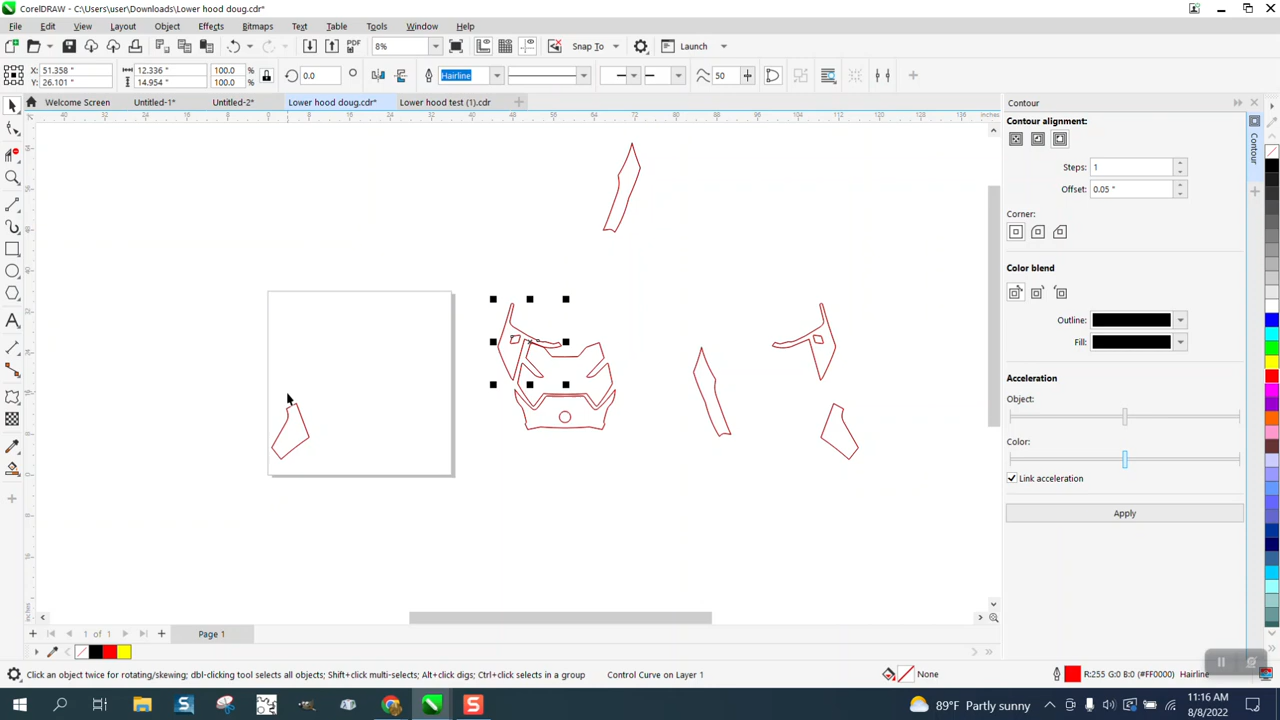 CorelDRAW - C:\Users\user\Downloads\Lower hood doug.cdr*
File Edit View Layout Object Effects Bitmaps Text Table Tools Window Help
PDF 8% Snap To Launch
X: 51.358 " 12.336 " 100.0 % 0.0 ° Hairline 50
Y: 26.101 " 14.954 " 100.0 %
Welcome Screen Untitled-1* Untitled-2* Lower hood doug.cdr* Lower hood test (1).cdr
inches
Contour
Contour alignment:
Steps: 1
Offset: 0.05 "
Corner:
Color blend
Outline:
Fill:
Acceleration
Object:
Color:
Link acceleration
Apply
Contour
1 of 1 Page 1
Click an object twice for rotating/skewing; dbl-clicking tool selects all objects; Shift+click multi-selects; Alt+click digs; Ctrl+click selects in a group Control Curve on Layer 1 None R:255 G:0 B:0 (#FF0000) Hairline
89°F Partly sunny 11:16 AM
8/8/2022